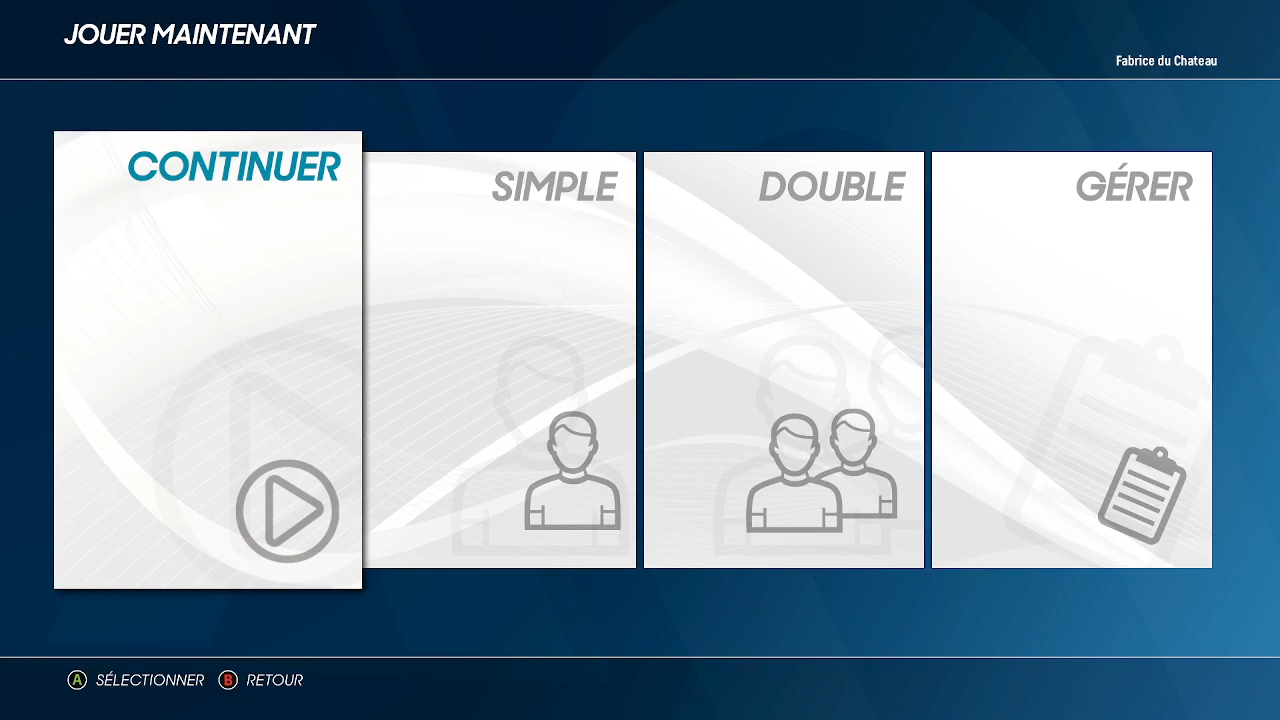 JOUER MAINTENANT
Fabrice du Chateau
CONTINUER
SIMPLE
DOUBLE
GÉRER
A SÉLECTIONNER B RETOUR